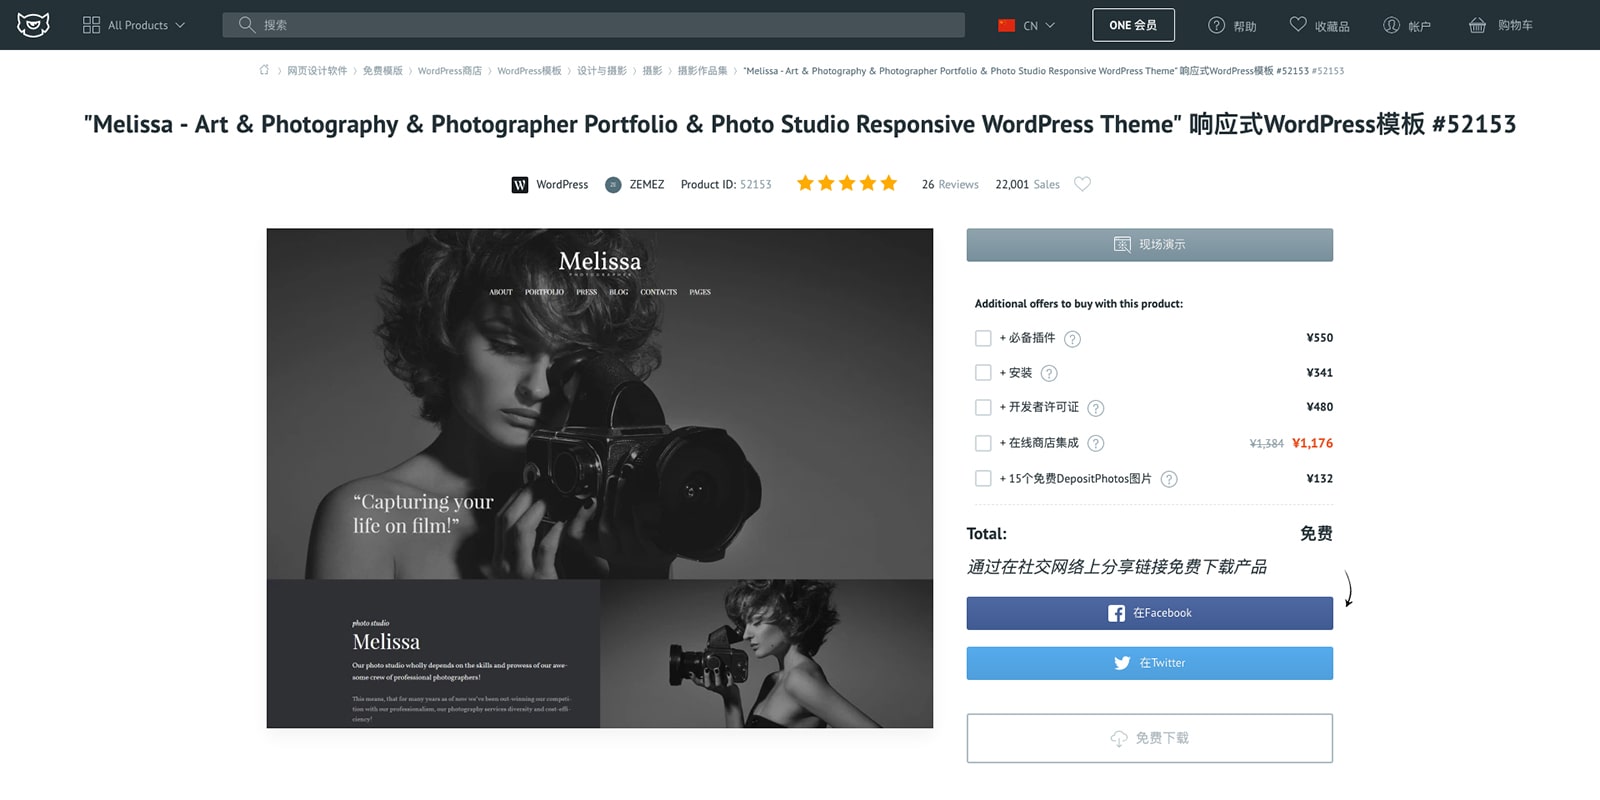 All Products
搜索
CN
ONE 会员
帮助
收藏品
帐户
购物车
网页设计软件 › 免费模版 › WordPress商店 › WordPress模板 › 设计与摄影 › 摄影 › 摄影作品集 › "Melissa - Art & Photography & Photographer Portfolio & Photo Studio Responsive WordPress Theme" 响应式WordPress模板 #52153 #52153
"Melissa - Art & Photography & Photographer Portfolio & Photo Studio Responsive WordPress Theme" 响应式WordPress模板 #52153
W WordPress ZE ZEMEZ Product ID: 52153 26 Reviews 22,001 Sales
Melissa
PHOTOGRAPHER
ABOUT PORTFOLIO PRESS BLOG CONTACTS PAGES
“Capturing your
life on film!”
photo studio
Melissa
Our photo studio wholly depends on the skills and prowess of our awe-
some crew of professional photographers!
This means, that for many years as of now we've been out-winning our competi-
tion with our professionalism, our photography services diversity and cost-effi-
ciency!
现场演示
Additional offers to buy with this product:
+ 必备插件 ? ¥550
+ 安装 ? ¥341
+ 开发者许可证 ? ¥480
+ 在线商店集成 ? ¥1,384 ¥1,176
+ 15个免费DepositPhotos图片 ? ¥132
Total: 免费
通过在社交网络上分享链接免费下载产品
在Facebook
在Twitter
免费下载